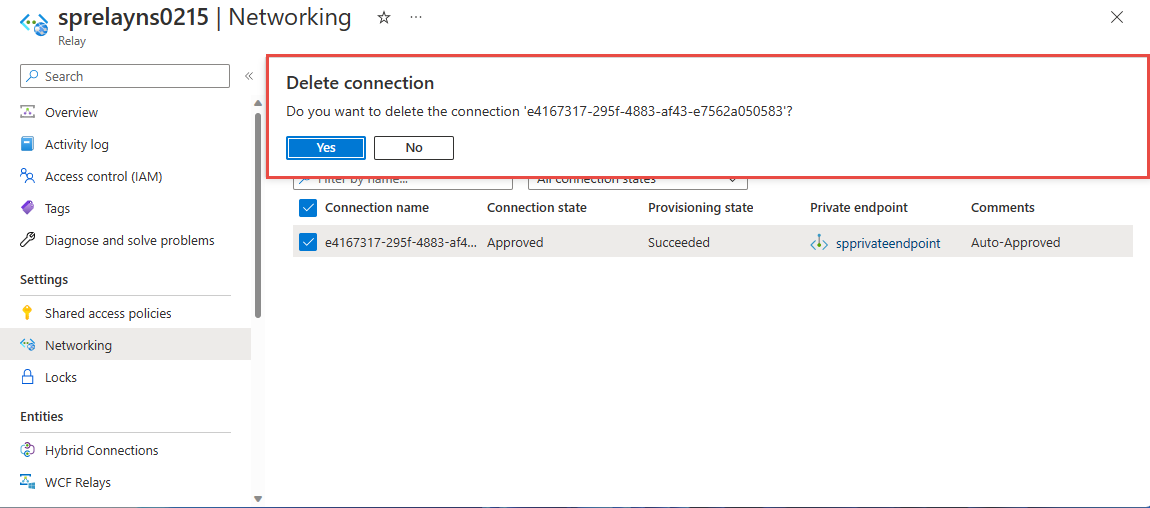 sprelayns0215 | Networking
Relay
Search
Overview
Activity log
Access control (IAM)
Tags
Diagnose and solve problems
Settings
Shared access policies
Networking
Locks
Entities
Hybrid Connections
WCF Relays
Delete connection
Do you want to delete the connection 'e4167317-295f-4883-af43-e7562a050583'?
Yes No
Filter by name... All connection states
Connection name Connection state Provisioning state Private endpoint Comments
e4167317-295f-4883-af4... Approved Succeeded spprivateendpoint Auto-Approved